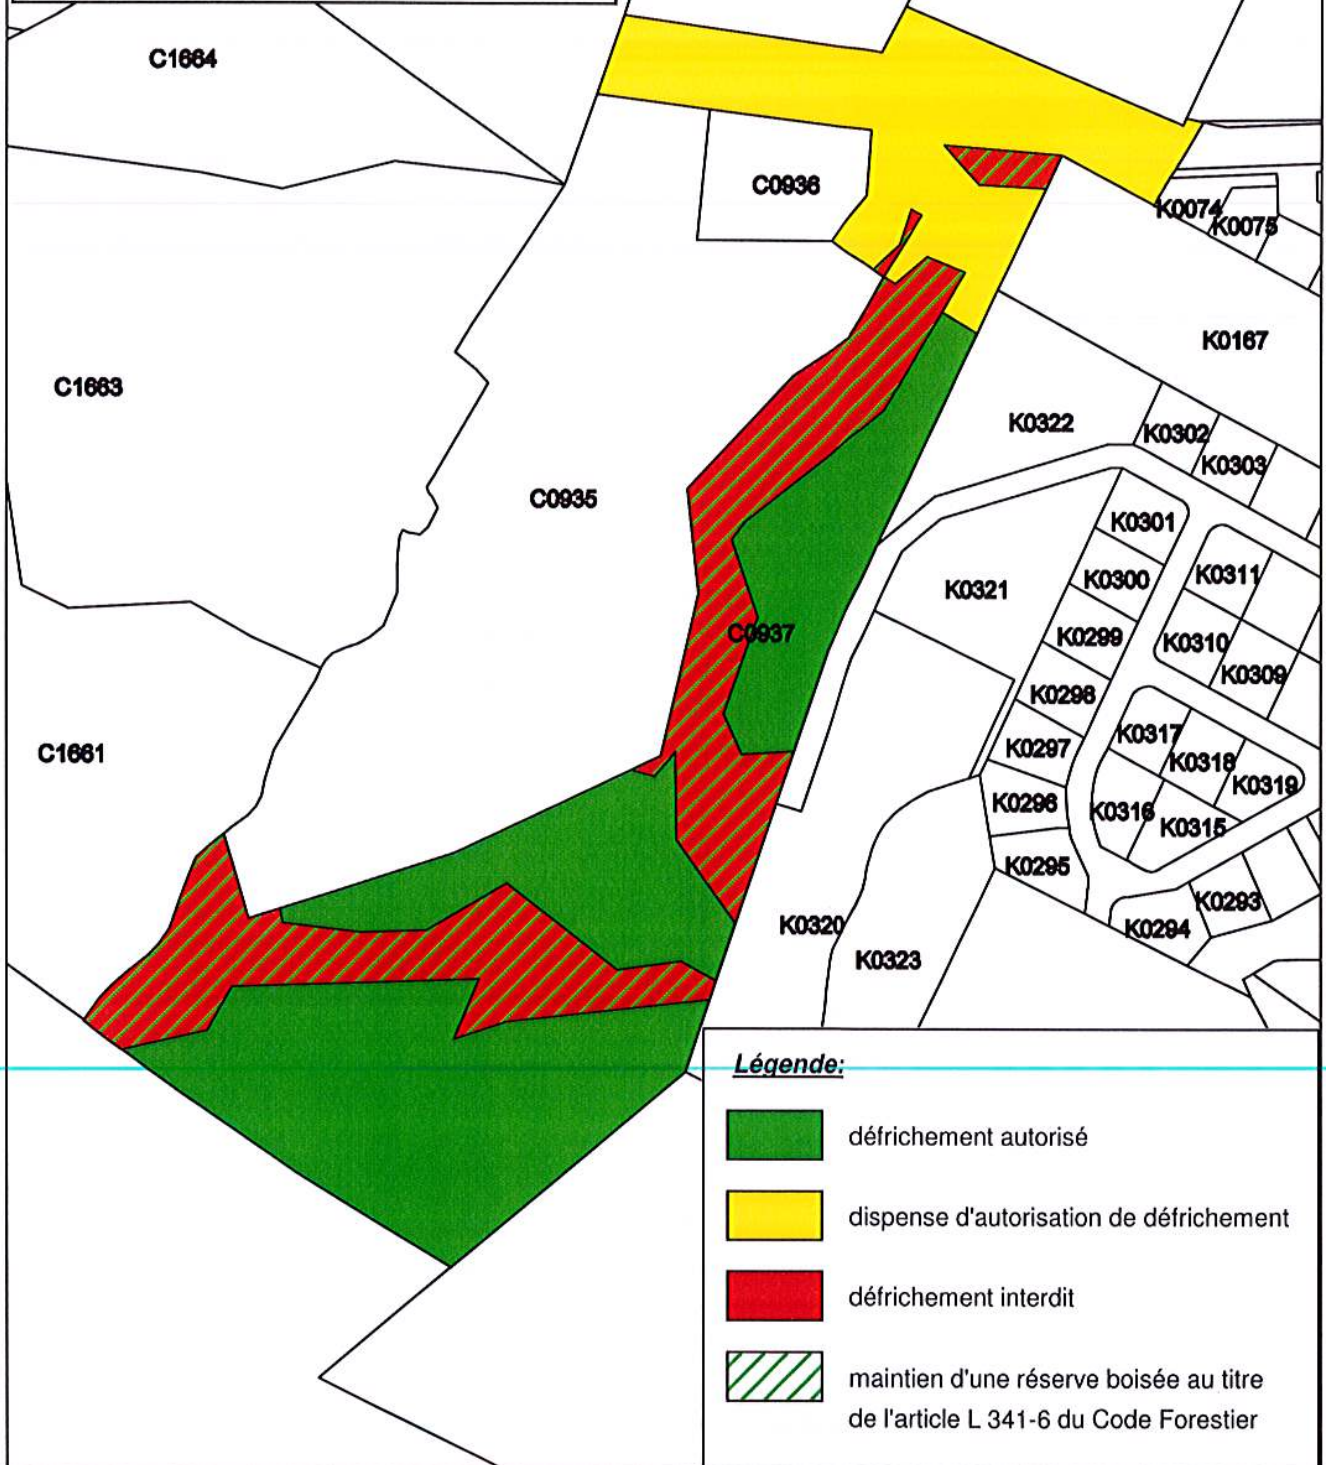 C1664
C0936
K0074
K0075
K0167
C1663
K0322
K0302
K0303
C0935
K0301
K0321
K0300
K0311
C0937
K0299
K0310
K0309
K0298
C1661
K0297
K0317
K0318
K0319
K0296
K0316
K0315
K0295
K0293
K0320
K0294
K0323
Légende:
défrichement autorisé
dispense d'autorisation de défrichement
défrichement interdit
maintien d'une réserve boisée au titre
de l'article L 341-6 du Code Forestier